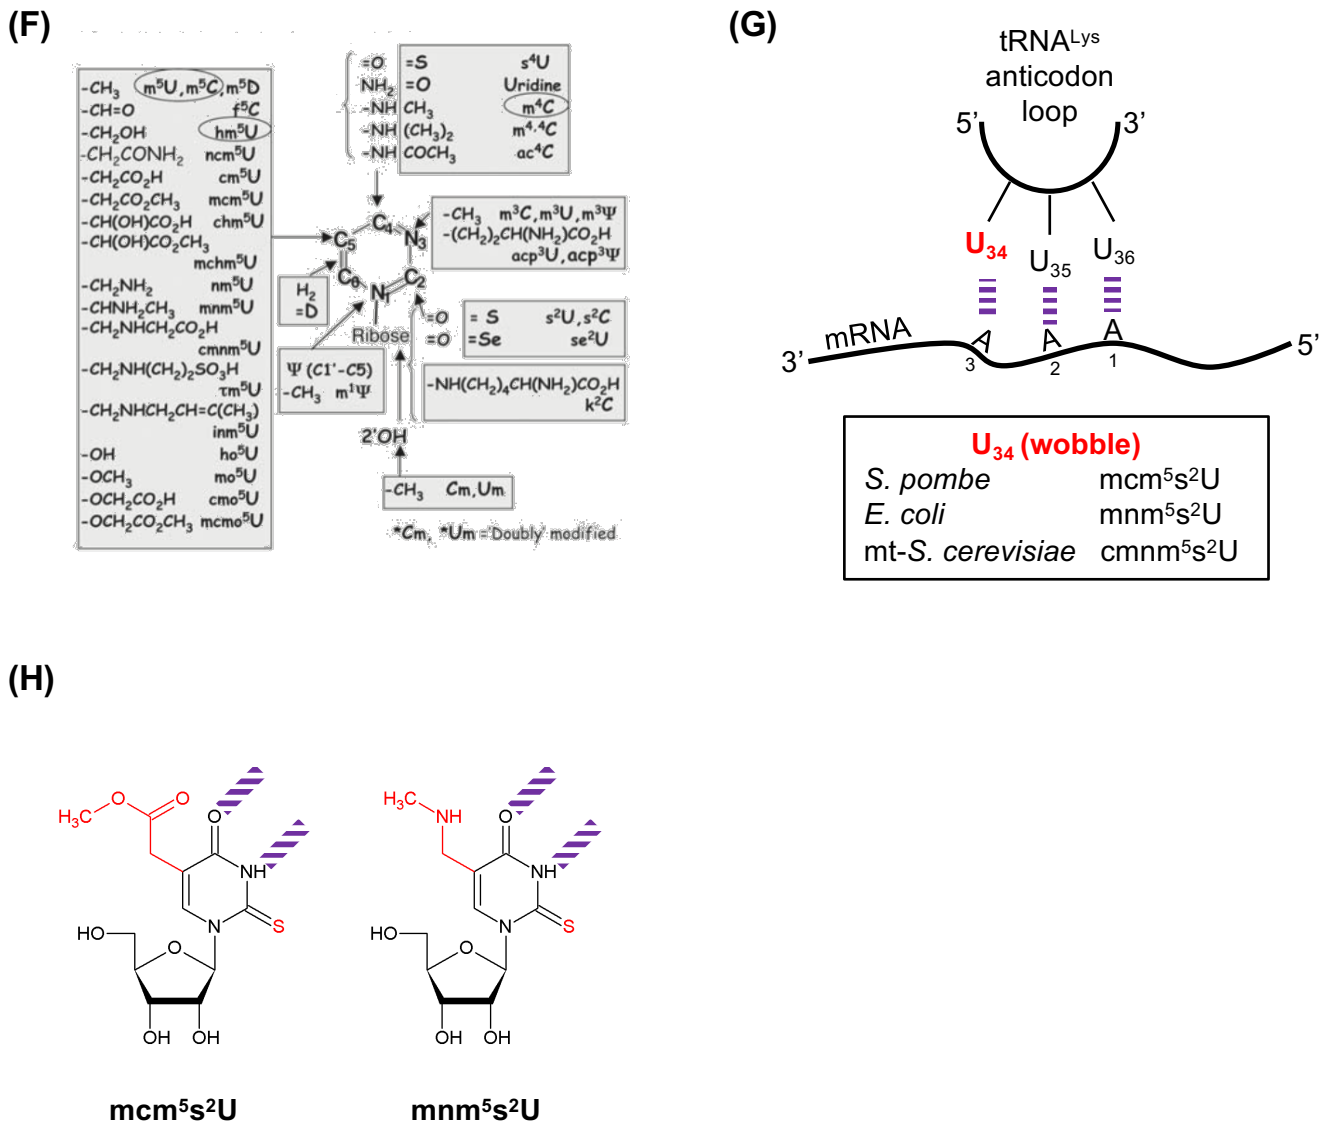 (F)
-CH₃ m⁵U, m⁵C, m⁵D
-CH=O f⁵C
-CH₂OH hm⁵U
-CH₂CONH₂ ncm⁵U
-CH₂CO₂H cm⁵U
-CH₂CO₂CH₃ mcm⁵U
-CH(OH)CO₂H chm⁵U
-CH(OH)CO₂CH₃
mchm⁵U
-CH₂NH₂ nm⁵U
-CHNH₂CH₃ mnm⁵U
-CH₂NHCH₂CO₂H
cmnm⁵U
-CH₂NH(CH₂)₂SO₃H
τm⁵U
-CH₂NHCH₂CH=C(CH₃)
inm⁵U
-OH ho⁵U
-OCH₃ mo⁵U
-OCH₂CO₂H cmo⁵U
-OCH₂CO₂CH₃ mcmo⁵U
=O =S s⁴U
NH₂ =O Uridine
-NH CH₃ m⁴C
-NH (CH₃)₂ m⁴,⁴C
-NH COCH₃ ac⁴C
C₄
C₅ N₃
C₆ C₂
N₁
Ribose
-CH₃ m³C, m³U, m³Ψ
-(CH₂)₂CH(NH₂)CO₂H
acp³U, acp³Ψ
H₂
=D
=O = S s²U, s²C
=O =Se se²U
Ψ (C1'-C5)
-CH₃ m¹Ψ
-NH(CH₂)₄CH(NH₂)CO₂H
k²C
2'OH
-CH₃ Cm, Um
*Cm, *Um ='Doubly' modified
(G)
tRNAᴸʸˢ
anticodon
loop
5’ 3’
U₃₄ U₃₅ U₃₆
mRNA A A A
3’ 3 2 1 5’
U₃₄ (wobble)
S. pombe mcm⁵s²U
E. coli mnm⁵s²U
mt-S. cerevisiae cmnm⁵s²U
(H)
H₃C O O O
NH
N S
HO O
OH OH
mcm⁵s²U
H₃C NH O
NH
N S
HO O
OH OH
mnm⁵s²U